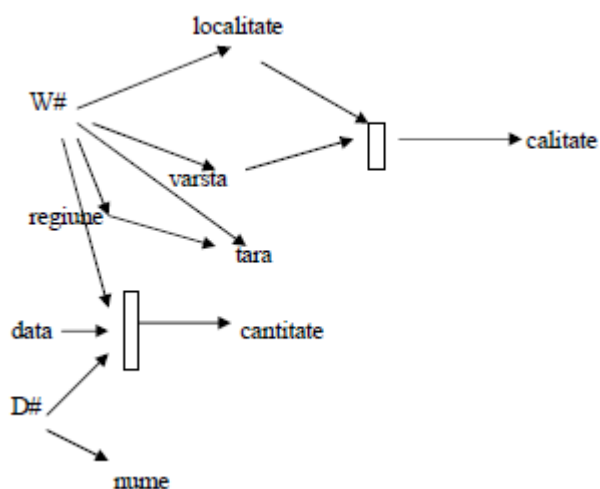 localitate
W#
calitate
varsta
regiune
tara
data
cantitate
D#
nume